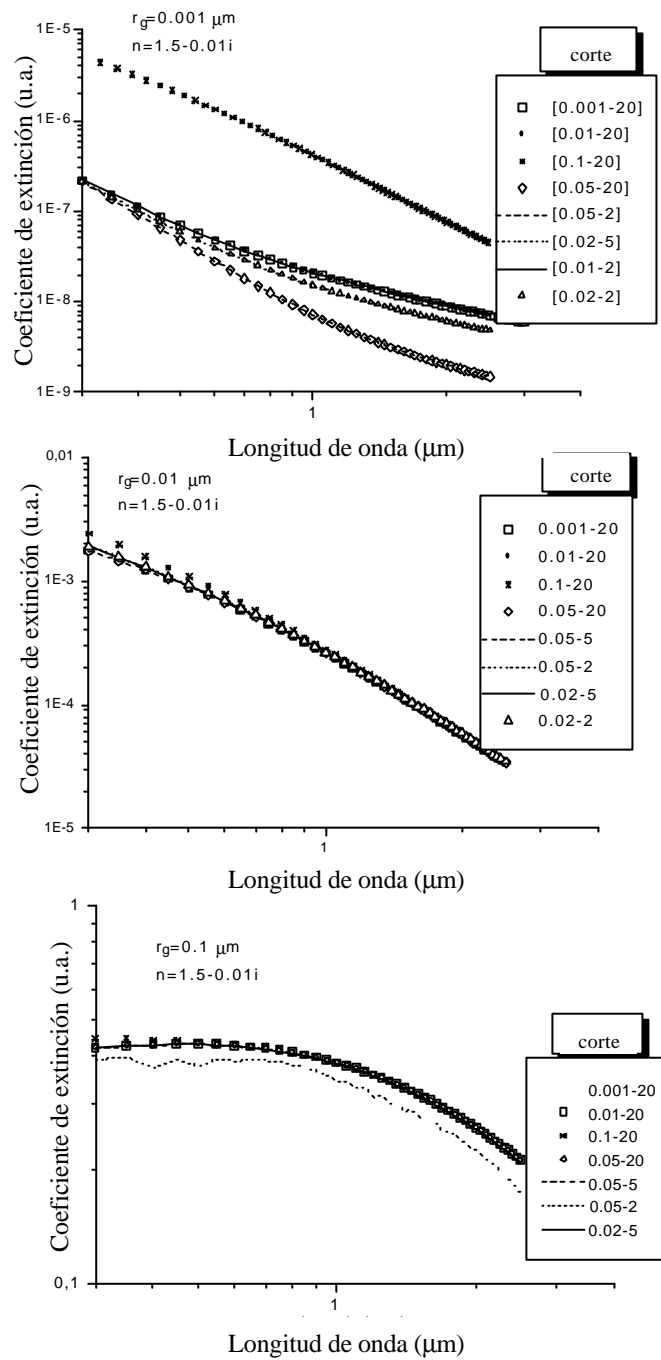 1E-5
r_g=0.001 μm
n=1.5-0.01i
corte
1E-6
[0.001-20]
[0.01-20]
[0.1-20]
[0.05-20]
[0.05-2]
[0.02-5]
[0.01-2]
[0.02-2]
1E-7
1E-8
1E-9
1
Coeficiente de extinción (u.a.)
Longitud de onda (μm)
0,01
r_g=0.01 μm
n=1.5-0.01i
corte
0.001-20
0.01-20
0.1-20
0.05-20
0.05-5
0.05-2
0.02-5
0.02-2
1E-3
1E-4
1E-5
1
Coeficiente de extinción (u.a.)
Longitud de onda (μm)
1
r_g=0.1 μm
n=1.5-0.01i
corte
0.001-20
0.01-20
0.1-20
0.05-20
0.05-5
0.05-2
0.02-5
0,1
1
Coeficiente de extinción (u.a.)
Longitud de onda (μm)